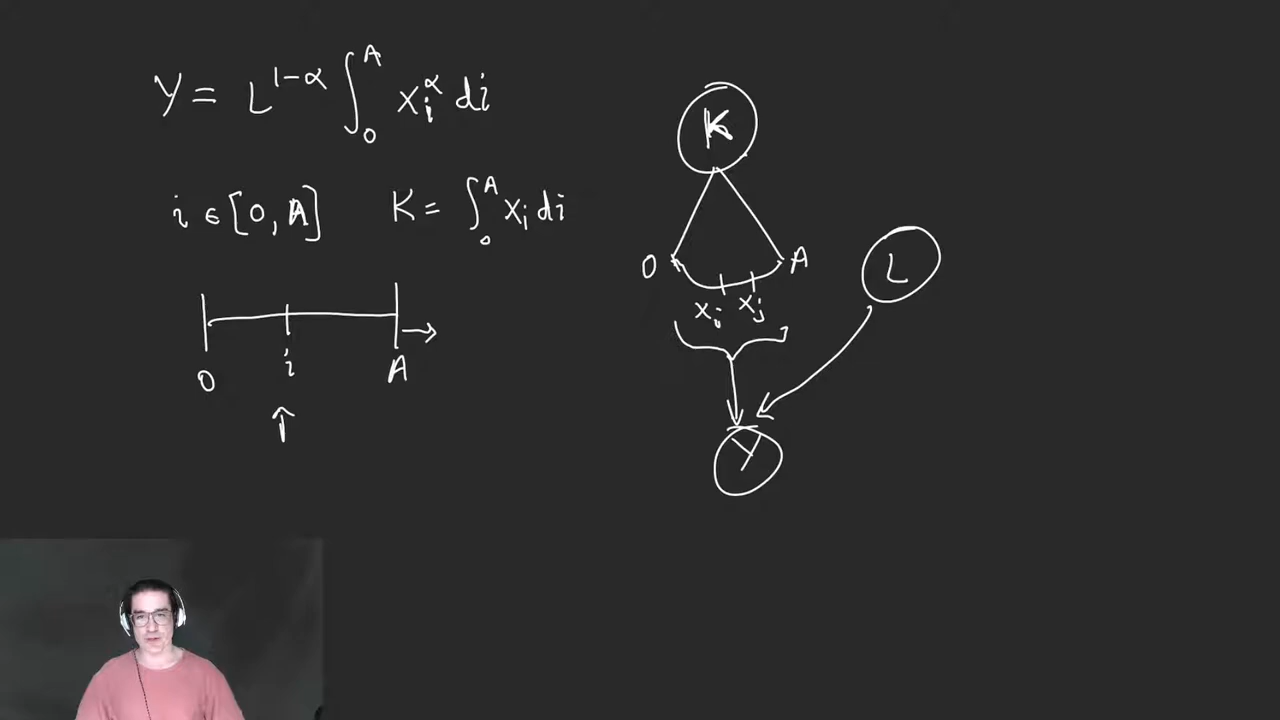 Y = L^{1-α} ∫_0^A x_i^α di
i ∈ [0, A]   K = ∫_0^A x_i di
0 i A
K
0 A
x_i x_j
L
Y